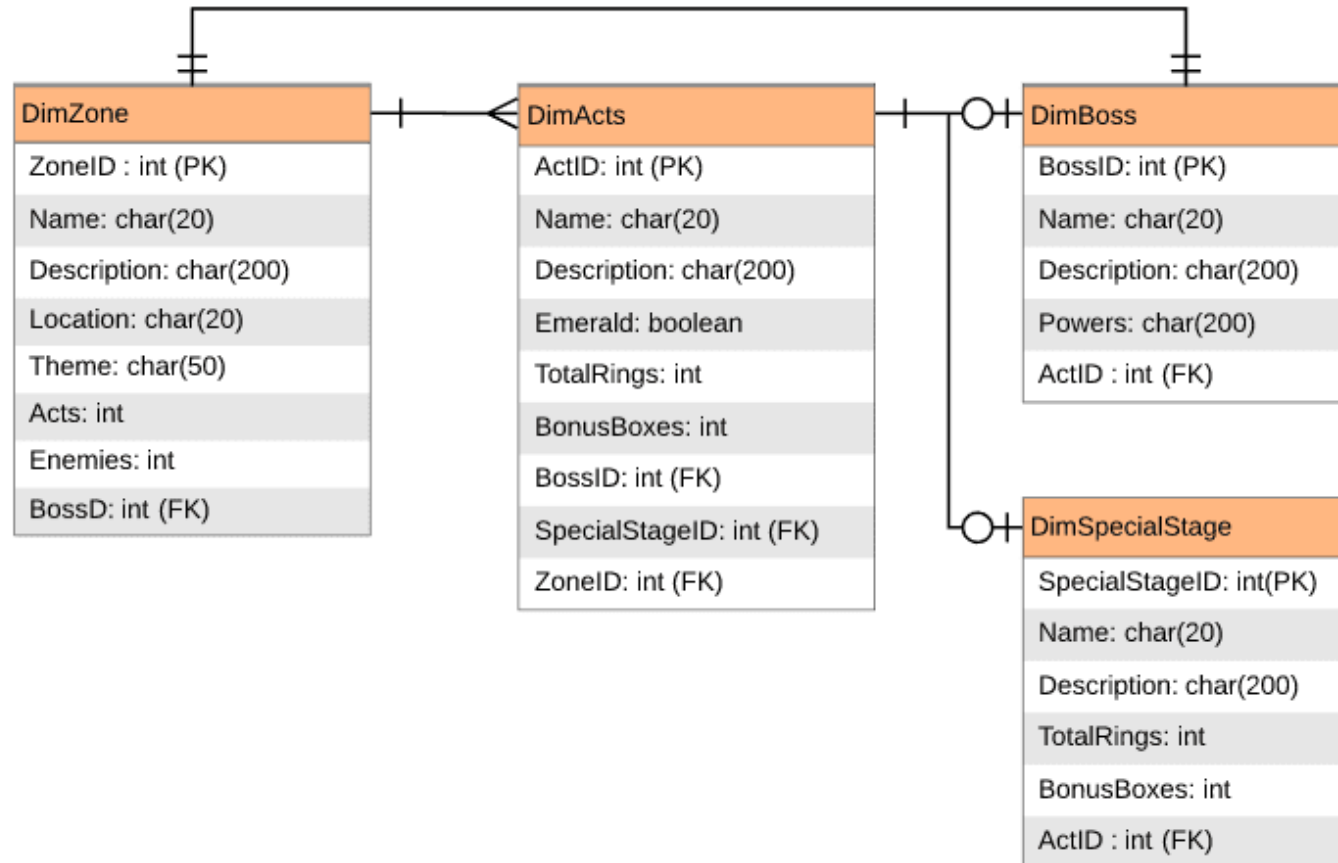 DimZone
ZoneID : int (PK)
Name: char(20)
Description: char(200)
Location: char(20)
Theme: char(50)
Acts: int
Enemies: int
BossD: int (FK)
DimActs
ActID: int (PK)
Name: char(20)
Description: char(200)
Emerald: boolean
TotalRings: int
BonusBoxes: int
BossID: int (FK)
SpecialStageID: int (FK)
ZoneID: int (FK)
DimBoss
BossID: int (PK)
Name: char(20)
Description: char(200)
Powers: char(200)
ActID : int (FK)
DimSpecialStage
SpecialStageID: int(PK)
Name: char(20)
Description: char(200)
TotalRings: int
BonusBoxes: int
ActID : int (FK)